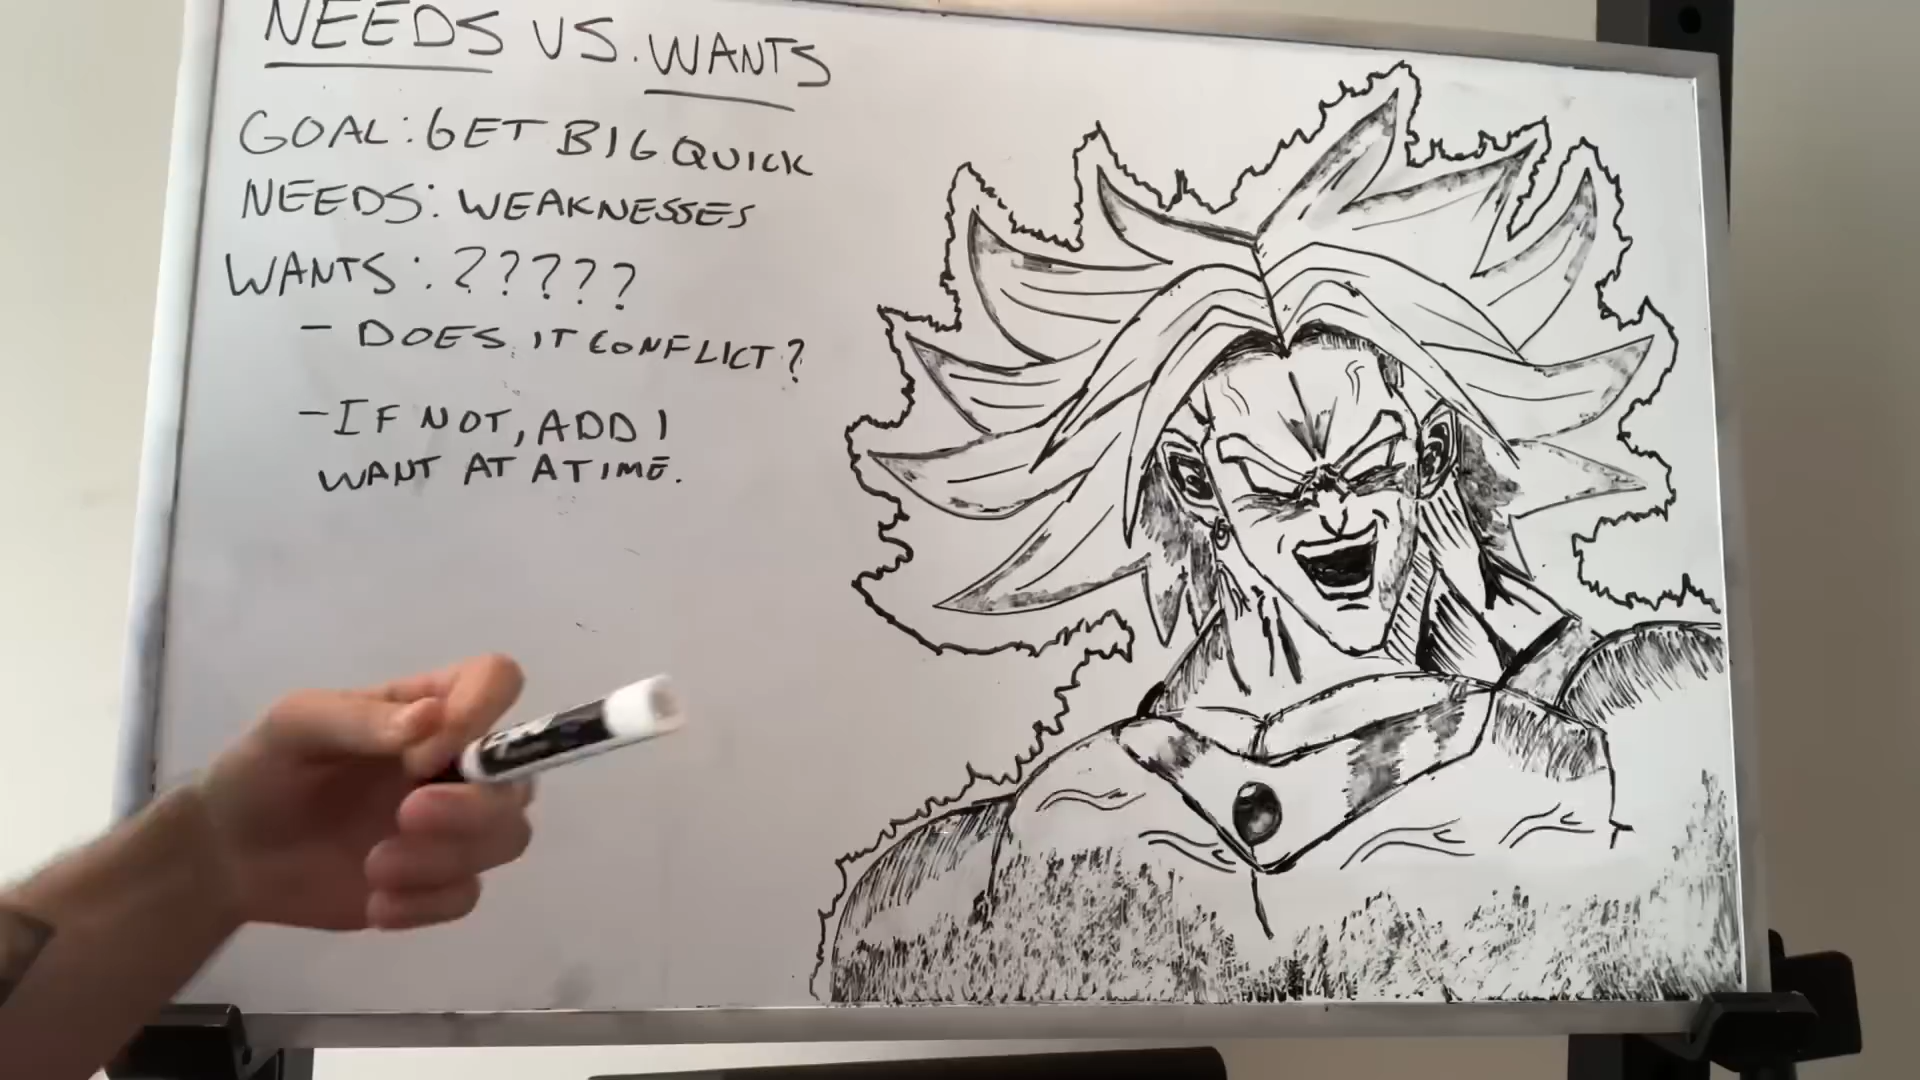 NEEDS VS. WANTS
GOAL: GET BIG QUICK
NEEDS: WEAKNESSES
WANTS: ?????
- DOES IT CONFLICT?
- IF NOT, ADD 1
WANT AT A TIME.